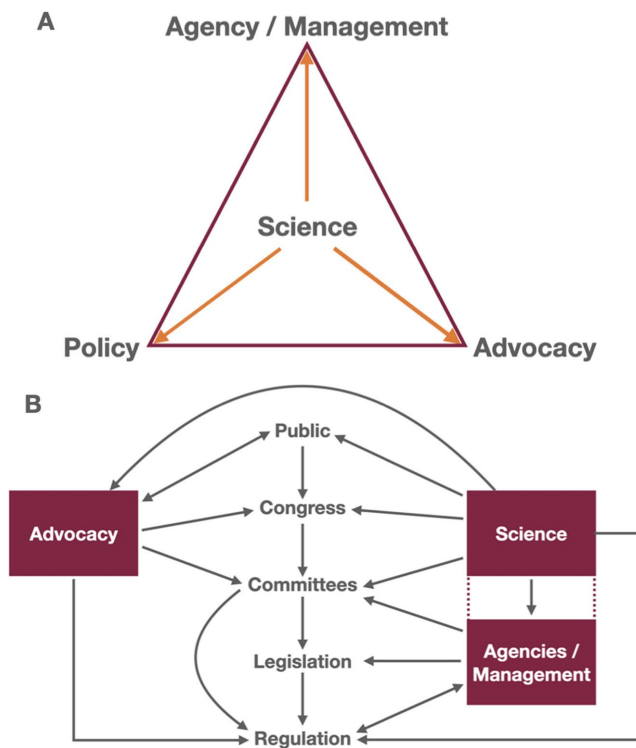 A
Agency / Management
Science
Policy
Advocacy
B
Public
Advocacy
Congress
Science
Committees
Agencies /
Management
Legislation
Regulation